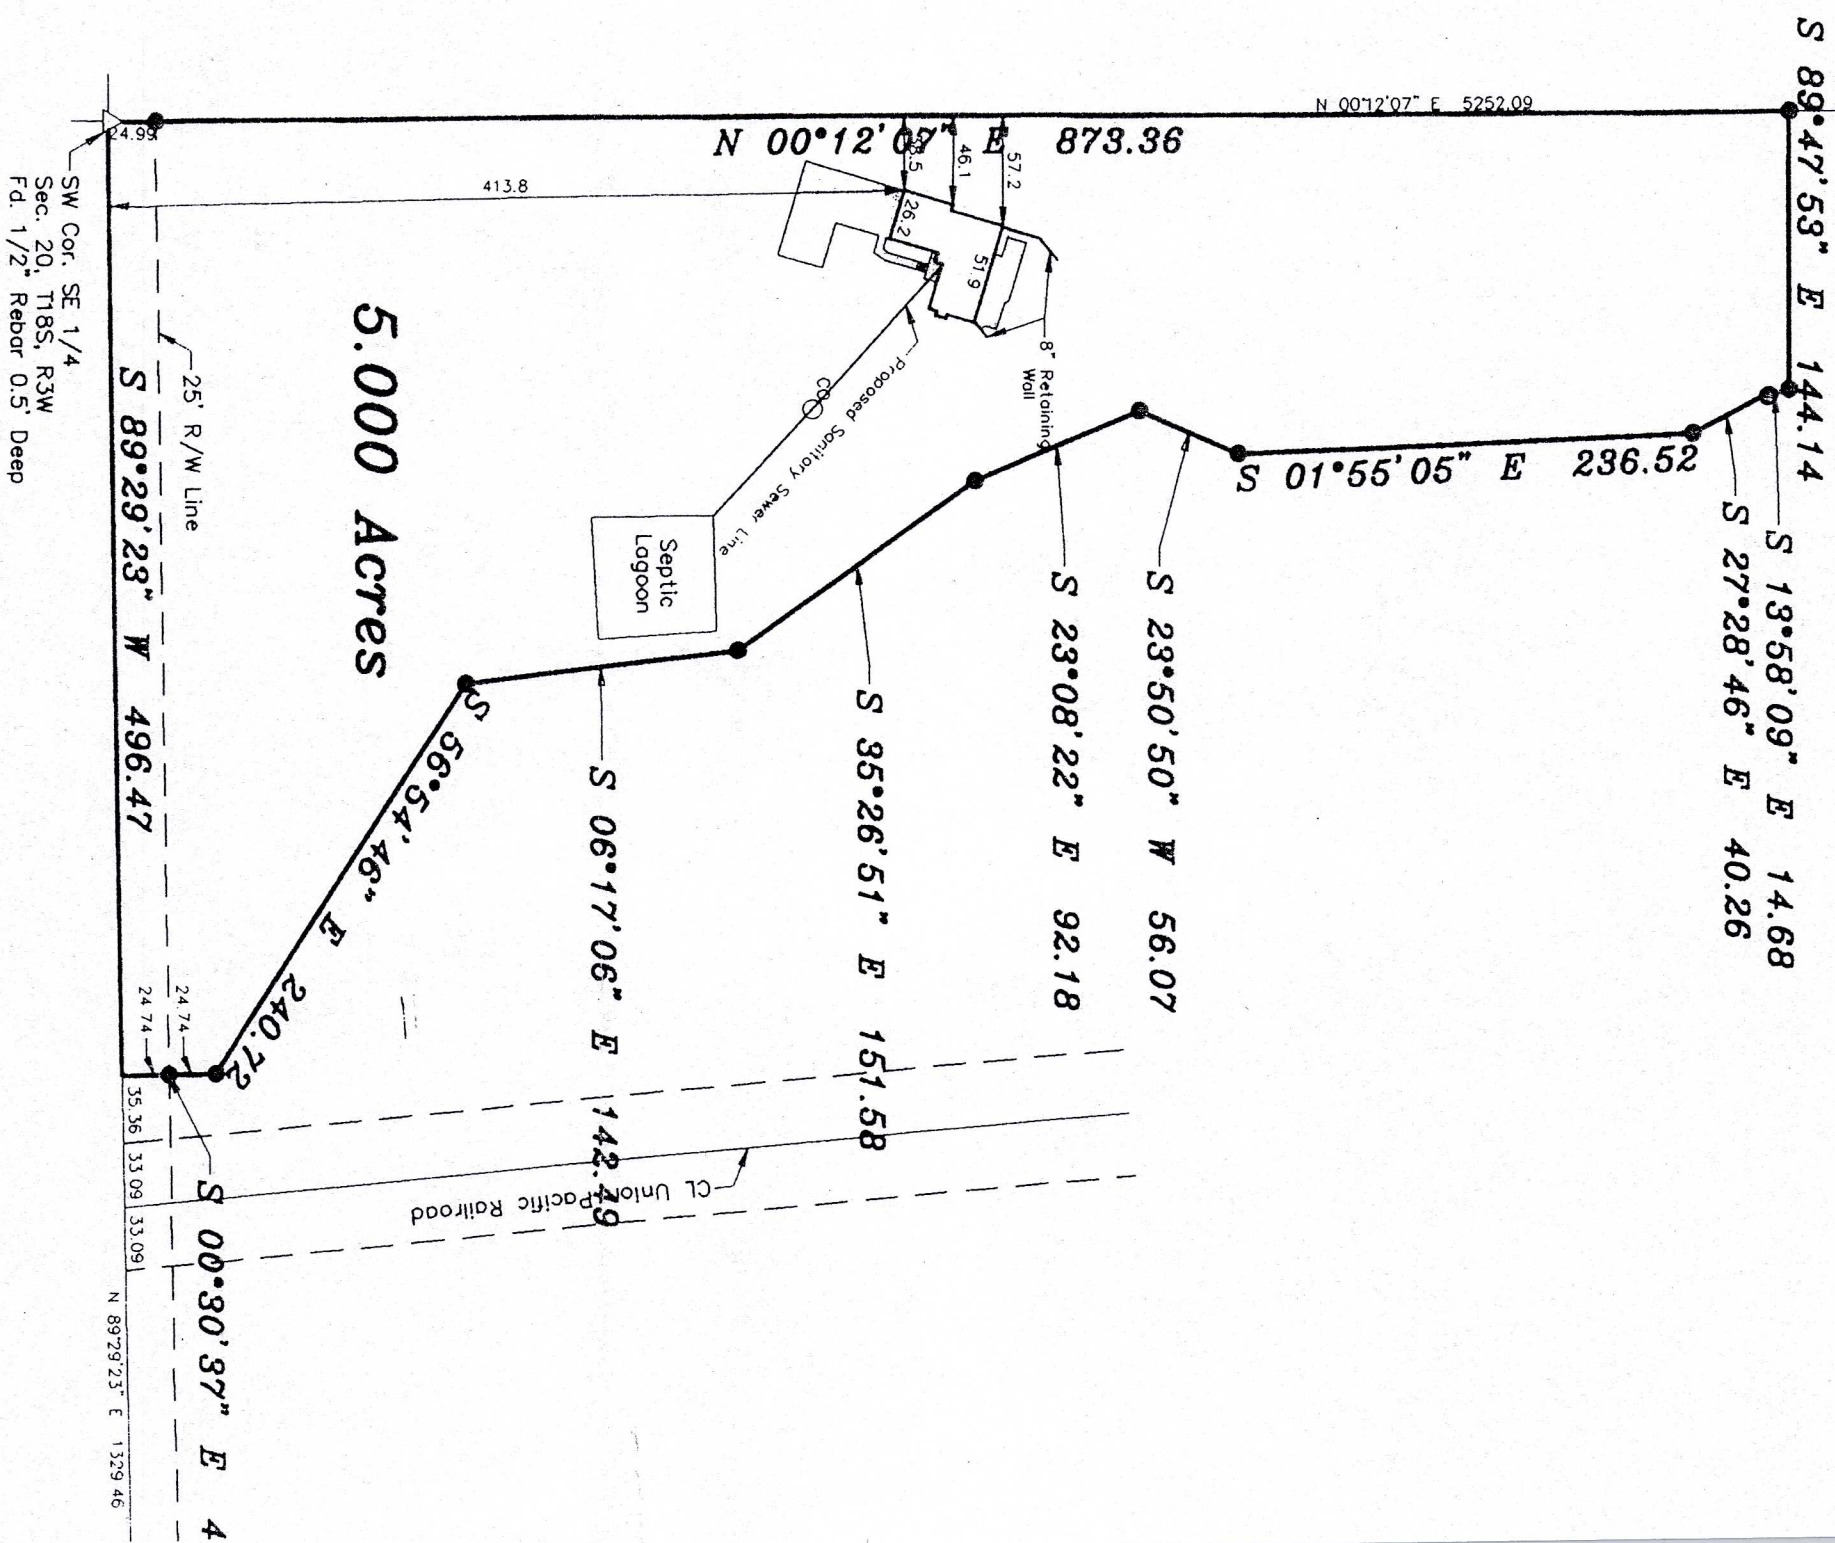 S 89°47'53" E 144.14
N 00°12'07" E 5252.09
N 00°12'07" E 873.36
S 13°58'09" E 14.68
S 27°28'46" E 40.26
S 01°55'05" E 236.52
S 23°50'50" W 56.07
S 23°08'22" E 92.18
S 35°26'51" E 151.58
S 06°17'06" E 142.49
S 56°54'46" E 240.72
S 00°30'37" E 4
57.2
46.1
26.2
51.9
413.8
8" Retaining
Wall
Proposed Sanitary Sewer Line
CO
Septic
Lagoon
5.000 Acres
CL Union Pacific Railroad
25' R/W Line
24.99
S 89°29'23" W 496.47
24.74
24.74
35.36
33.09
33.09
N 89°29'23" E 1329.46
SW Cor. SE 1/4
Sec. 20, T18S, R3W
Fd. 1/2" Rebar 0.5' Deep